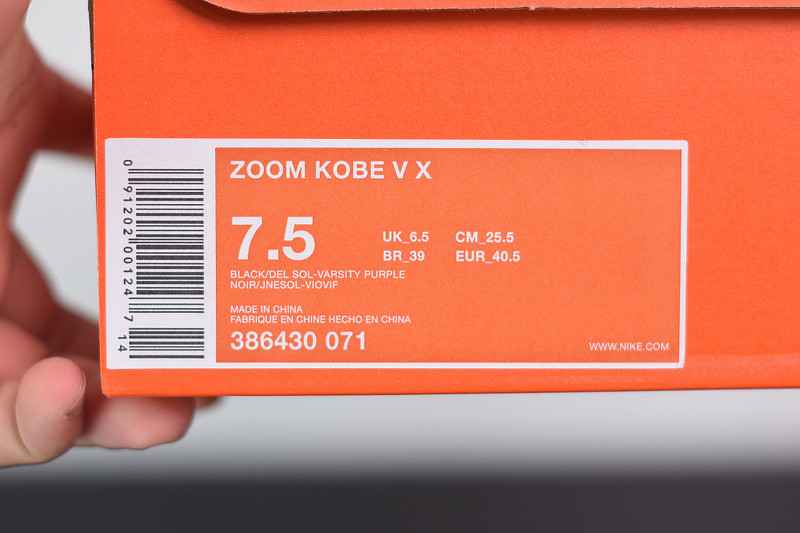 0 91202 00124 7
14
ZOOM KOBE V X
7.5
UK_6.5 CM_25.5
BR_39 EUR_40.5
BLACK/DEL SOL-VARSITY PURPLE
NOIR/JNESOL-VIOVIF
MADE IN CHINA
FABRIQUE EN CHINE HECHO EN CHINA
386430 071
WWW.NIKE.COM